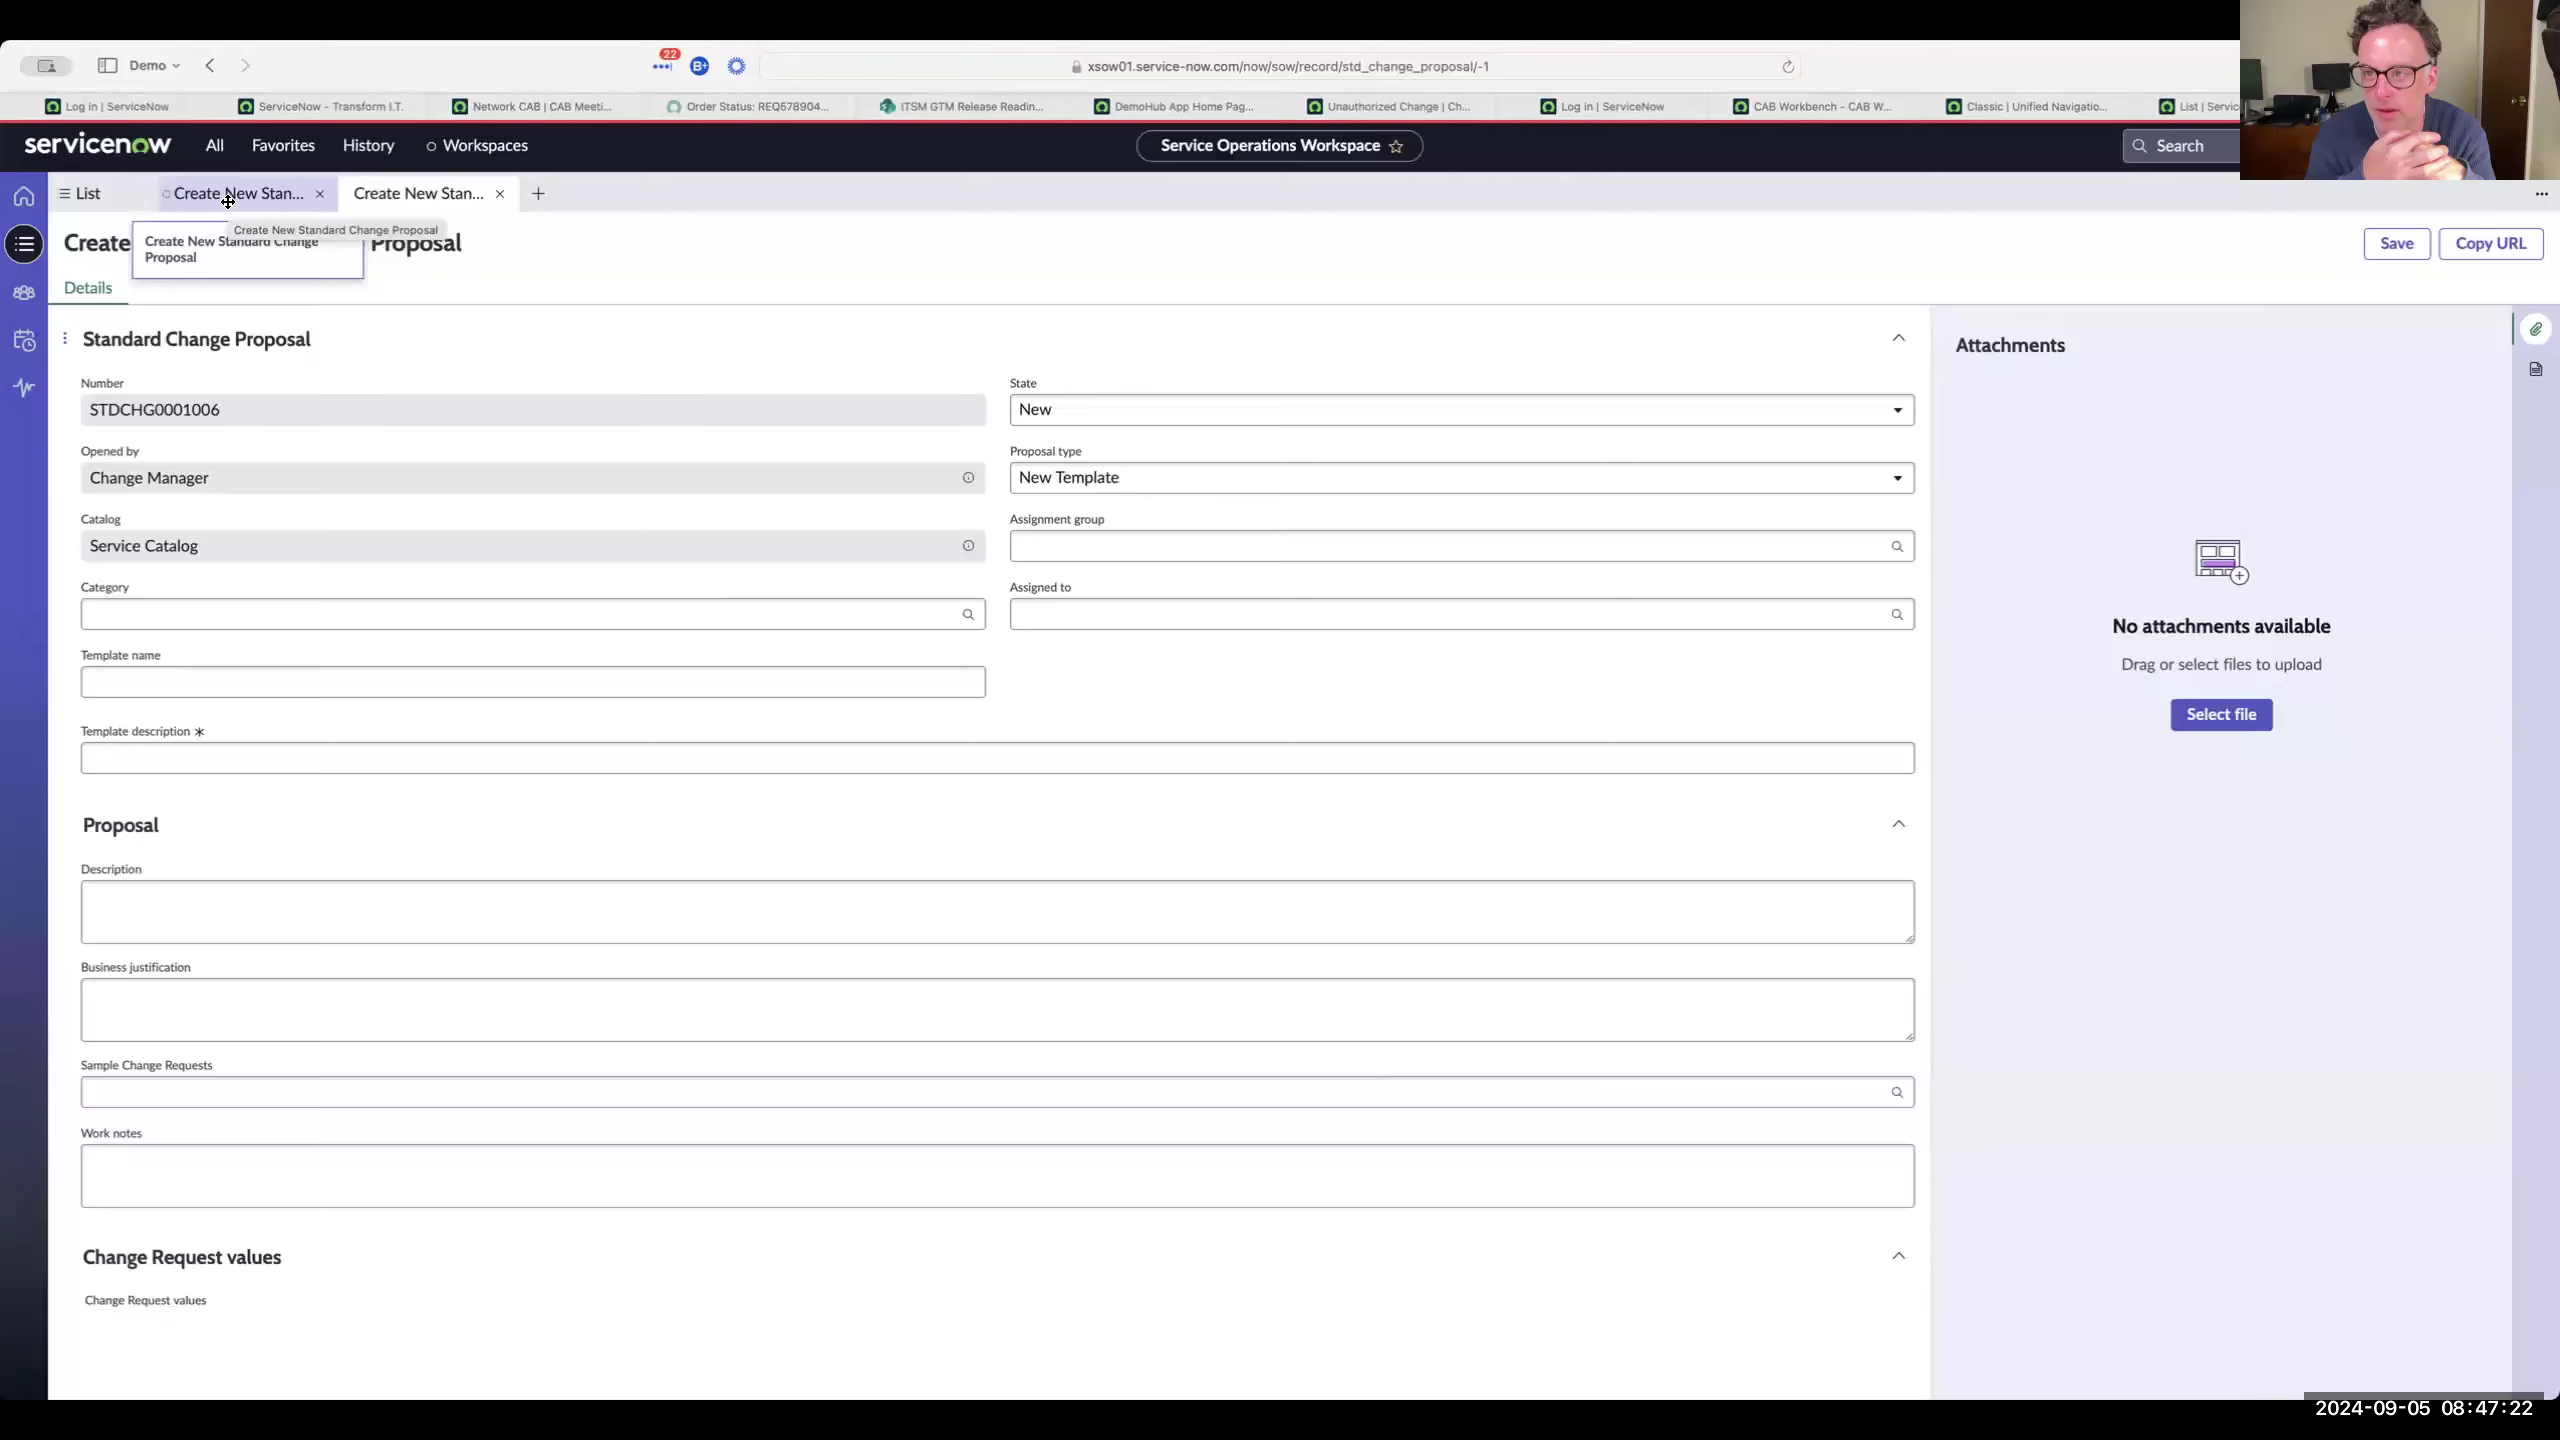 22
Demo
B+
xsow01.service-now.com/now/sow/record/std_change_proposal/-1
Log in | ServiceNow
ServiceNow - Transform I.T.
Network CAB | CAB Meeti...
Order Status: REQ578904...
ITSM GTM Release Readin...
DemoHub App Home Pag...
Unauthorized Change | Ch...
Log in | ServiceNow
CAB Workbench - CAB W...
Classic | Unified Navigatio...
List | Servic
servicenow
All
Favorites
History
Workspaces
Service Operations Workspace
Search
List
Create New Stan...
Create New Stan...
Create New Standard Change Proposal
Create
Create New Standard Change
Proposal
Proposal
Save
Copy URL
Details
Standard Change Proposal
Number
STDCHG0001006
State
New
Opened by
Change Manager
Proposal type
New Template
Catalog
Service Catalog
Assignment group
Category
Assigned to
Template name
Template description *
Proposal
Description
Business justification
Sample Change Requests
Work notes
Change Request values
Change Request values
Attachments
No attachments available
Drag or select files to upload
Select file
2024-09-05 08:47:22